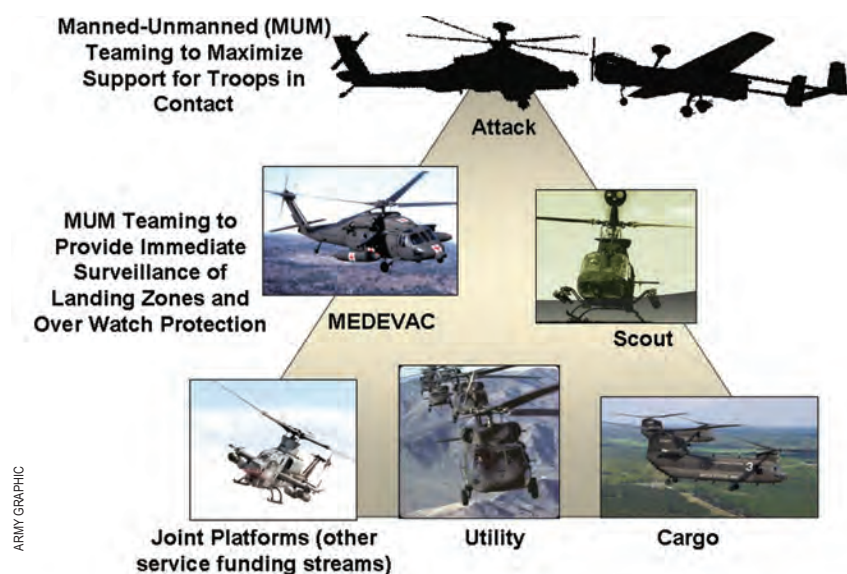 Manned-Unmanned (MUM)
Teaming to Maximize
Support for Troops in
Contact
Attack
MUM Teaming to
Provide Immediate
Surveillance of
Landing Zones and
Over Watch Protection
MEDEVAC
Scout
3
Joint Platforms (other
service funding streams)
Utility
Cargo
ARMY GRAPHIC